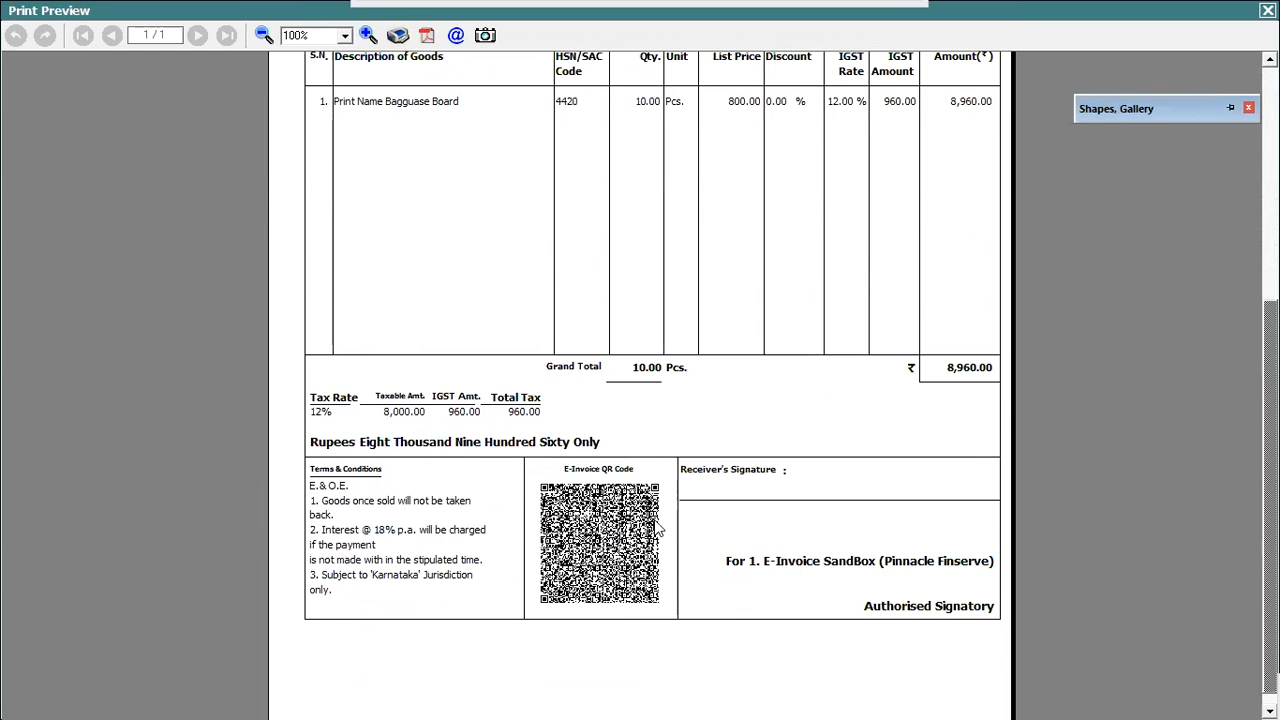 Print Preview
1 / 1
100%
Shapes, Gallery
S.N. Description of Goods HSN/SAC Code Qty. Unit List Price Discount IGST Rate IGST Amount Amount(₹)
1. Print Name Bagguase Board 4420 10.00 Pcs. 800.00 0.00 % 12.00 % 960.00 8,960.00
Grand Total 10.00 Pcs. ₹ 8,960.00
Tax Rate Taxable Amt. IGST Amt. Total Tax
12% 8,000.00 960.00 960.00
Rupees Eight Thousand Nine Hundred Sixty Only
Terms & Conditions
E.& O.E.
1. Goods once sold will not be taken
back.
2. Interest @ 18% p.a. will be charged
if the payment
is not made with in the stipulated time.
3. Subject to 'Karnataka' Jurisdiction
only.
E-Invoice QR Code
Receiver's Signature :
For 1. E-Invoice SandBox (Pinnacle Finserve)
Authorised Signatory